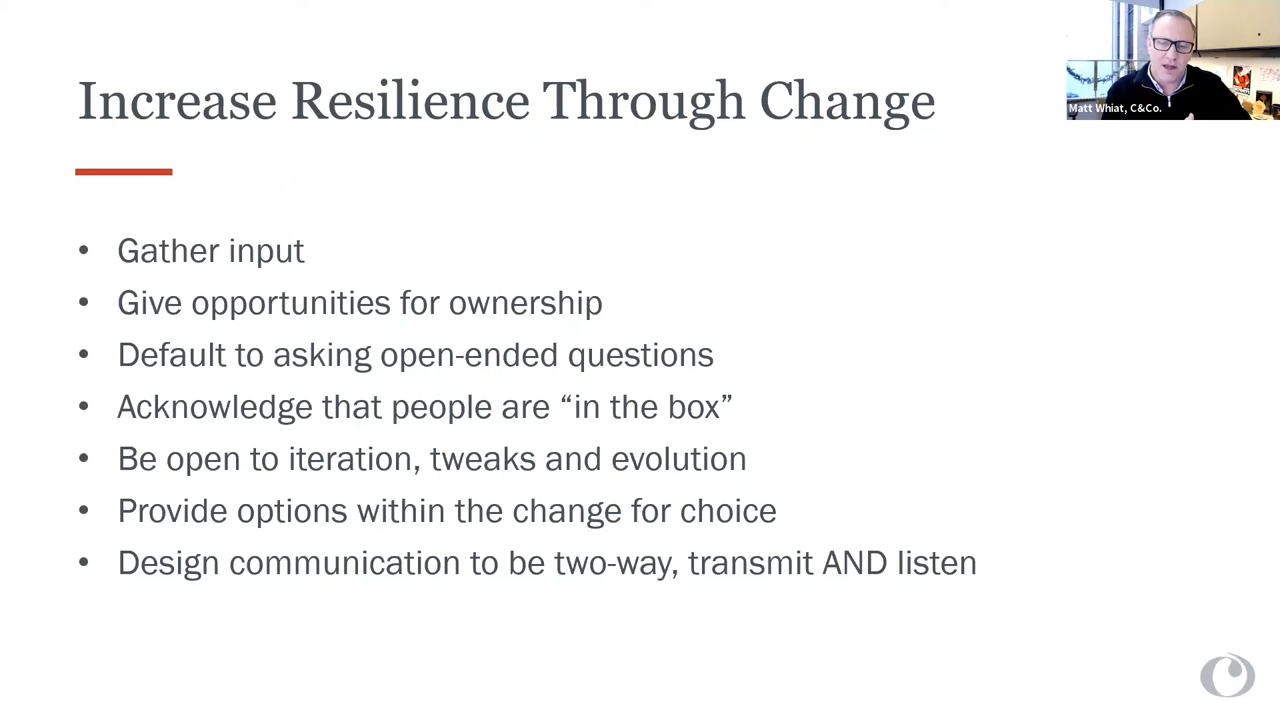 Increase Resilience Through Change
Matt Whiat, C&Co.
• Gather input
• Give opportunities for ownership
• Default to asking open-ended questions
• Acknowledge that people are “in the box”
• Be open to iteration, tweaks and evolution
• Provide options within the change for choice
• Design communication to be two-way, transmit AND listen